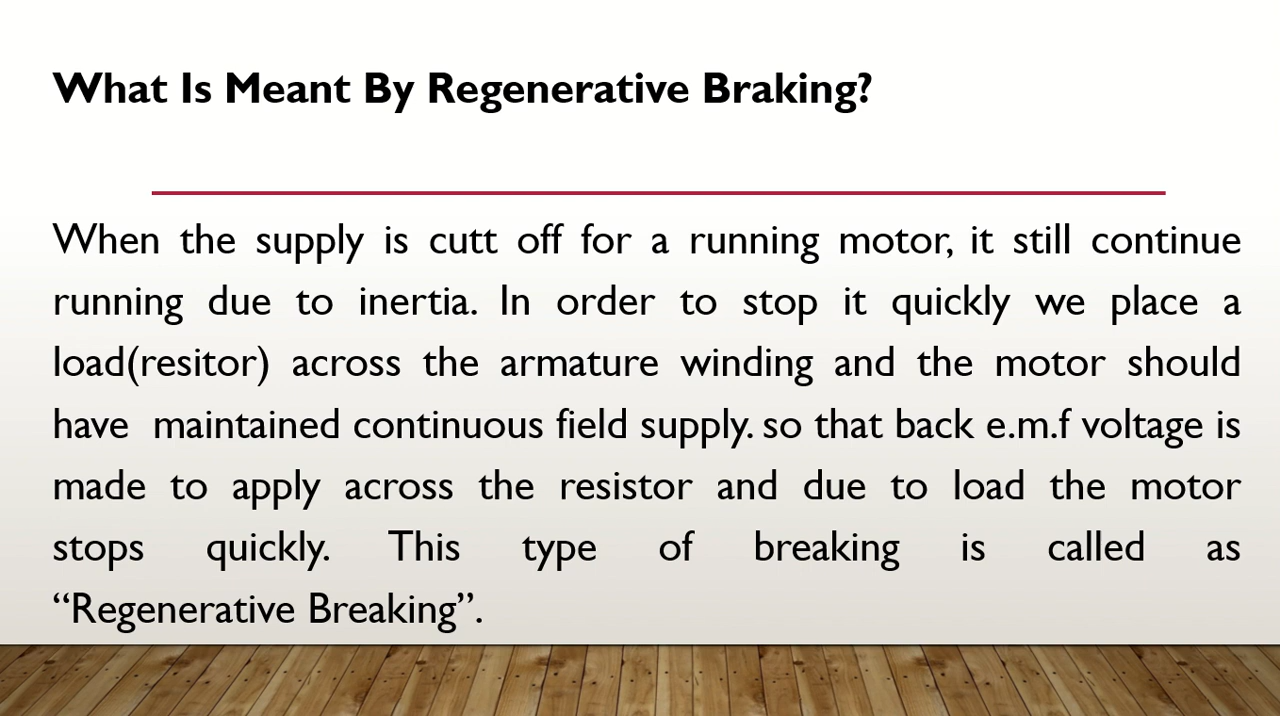 What Is Meant By Regenerative Braking?
When the supply is cutt off for a running motor, it still continue
running due to inertia. In order to stop it quickly we place a
load(resitor) across the armature winding and the motor should
have maintained continuous field supply. so that back e.m.f voltage is
made to apply across the resistor and due to load the motor
stops quickly. This type of breaking is called as
“Regenerative Breaking”.